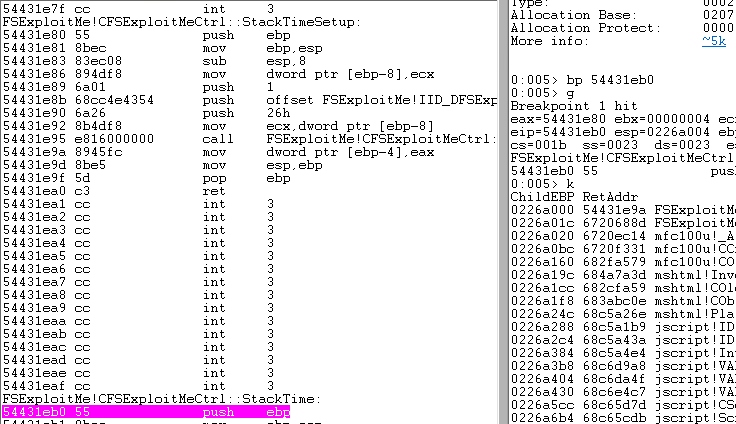 54431e7f cc int 3
FSExploitMe!CFSExploitMeCtrl::StackTimeSetup:
54431e80 55 push ebp
54431e81 8bec mov ebp,esp
54431e83 83ec08 sub esp,8
54431e86 894df8 mov dword ptr [ebp-8],ecx
54431e89 6a01 push 1
54431e8b 68cc4e4354 push offset FSExploitMe!IID_DFSExp
54431e90 6a26 push 26h
54431e92 8b4df8 mov ecx,dword ptr [ebp-8]
54431e95 e816000000 call FSExploitMe!CFSExploitMeCtrl:
54431e9a 8945fc mov dword ptr [ebp-4],eax
54431e9d 8be5 mov esp,ebp
54431e9f 5d pop ebp
54431ea0 c3 ret
54431ea1 cc int 3
54431ea2 cc int 3
54431ea3 cc int 3
54431ea4 cc int 3
54431ea5 cc int 3
54431ea6 cc int 3
54431ea7 cc int 3
54431ea8 cc int 3
54431ea9 cc int 3
54431eaa cc int 3
54431eab cc int 3
54431eac cc int 3
54431ead cc int 3
54431eae cc int 3
54431eaf cc int 3
FSExploitMe!CFSExploitMeCtrl::StackTime:
54431eb0 55 push ebp
Type: 0002
Allocation Base: 0207
Allocation Protect: 0000
More info: ~5k
0:005> bp 54431eb0
0:005> g
Breakpoint 1 hit
eax=54431e80 ebx=00000004 ecx
eip=54431eb0 esp=0226a004 ebp
cs=001b ss=0023 ds=0023 es
FSExploitMe!CFSExploitMeCtrl
54431eb0 55 pus
0:005> k
ChildEBP RetAddr
0226a000 54431e9a FSExploitMe
0226a01c 6720688d FSExploitMe
0226a020 6720ec14 mfc100u!_A
0226a0bc 6720f331 mfc100u!CC
0226a160 682fa579 mfc100u!CO
0226a19c 684a7a3d mshtml!Inv
0226a1cc 682cfa59 mshtml!COl
0226a1f8 683abc0e mshtml!COb
0226a24c 68c5a26e mshtml!Pla
0226a288 68c5a1b9 jscript!ID
0226a2c4 68c5a43a jscript!ID
0226a384 68c5a4e4 jscript!Inv
0226a3b8 68c6d9a8 jscript!VA
0226a404 68c6da4f jscript!VA
0226a430 68c6e4c7 jscript!VA
0226a5cc 68c65d7d jscript!CSc
0226a6b4 68c65cdb jscript!Scr